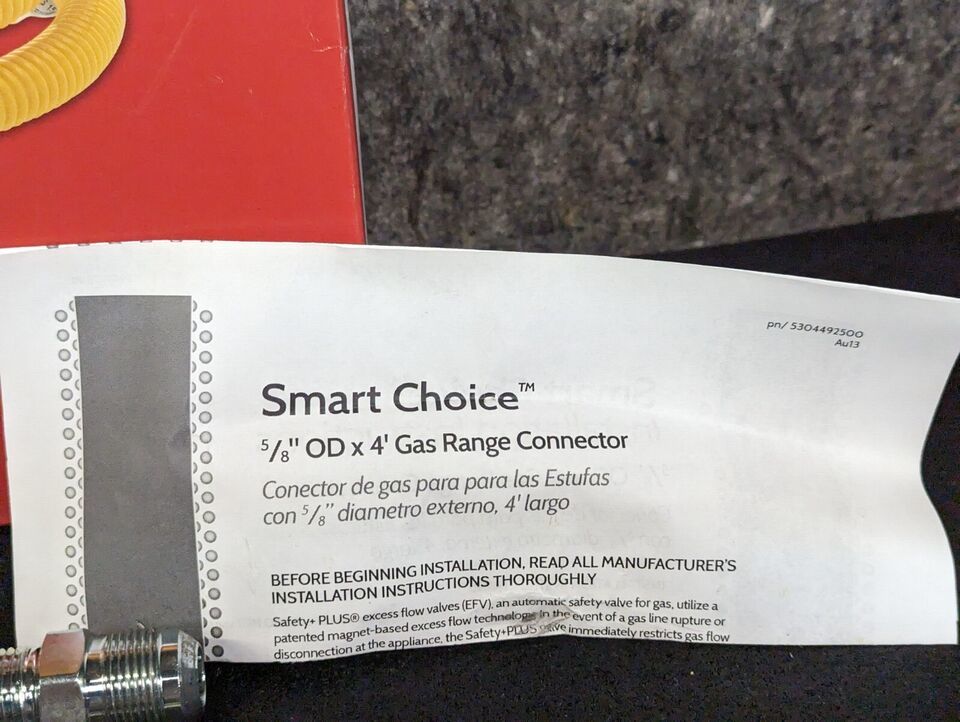 pn/ 5304492500
Au13
Smart Choice™
5/8" OD x 4' Gas Range Connector
Conector de gas para para las Estufas
con 5/8” diametro externo, 4' largo
BEFORE BEGINNING INSTALLATION, READ ALL MANUFACTURER'S
INSTALLATION INSTRUCTIONS THOROUGHLY
Safety+ PLUS® excess flow valves (EFV), an automatic safety valve for gas, utilize a
patented magnet-based excess flow technology. In the event of a gas line rupture or
disconnection at the appliance, the Safety+PLUS valve immediately restricts gas flow